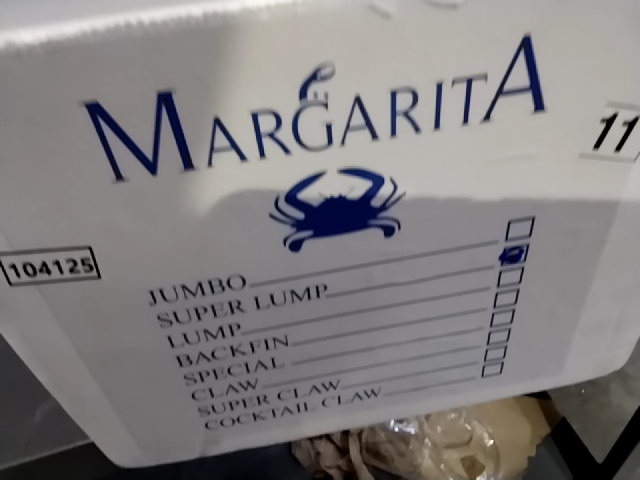 MARGARITA
11
104125
JUMBO
SUPER LUMP
LUMP
BACKFIN
SPECIAL
CLAW
SUPER CLAW
COCKTAIL CLAW